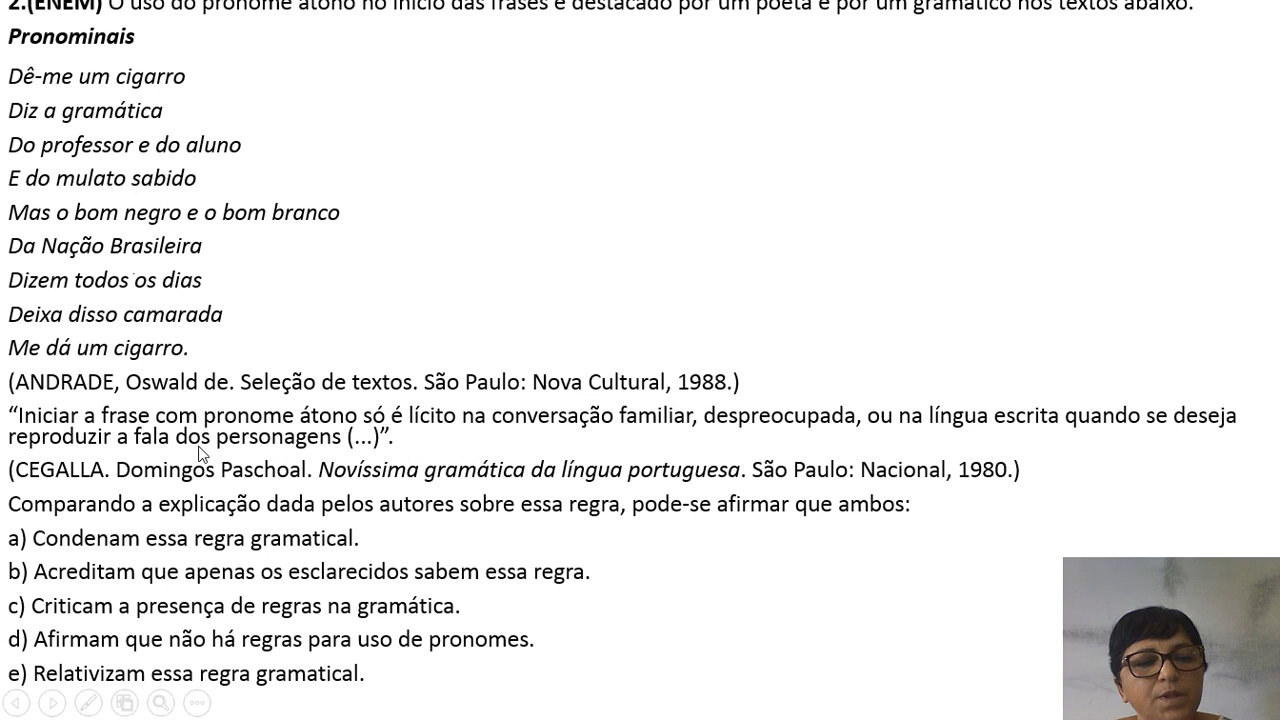 2.(ENEM) O uso do pronome átono no início das frases é destacado por um poeta e por um gramático nos textos abaixo.
Pronominais
Dê-me um cigarro
Diz a gramática
Do professor e do aluno
E do mulato sabido
Mas o bom negro e o bom branco
Da Nação Brasileira
Dizem todos os dias
Deixa disso camarada
Me dá um cigarro.
(ANDRADE, Oswald de. Seleção de textos. São Paulo: Nova Cultural, 1988.)
“Iniciar a frase com pronome átono só é lícito na conversação familiar, despreocupada, ou na língua escrita quando se deseja
reproduzir a fala dos personagens (...)”.
(CEGALLA. Domingos Paschoal. Novíssima gramática da língua portuguesa. São Paulo: Nacional, 1980.)
Comparando a explicação dada pelos autores sobre essa regra, pode-se afirmar que ambos:
a) Condenam essa regra gramatical.
b) Acreditam que apenas os esclarecidos sabem essa regra.
c) Criticam a presença de regras na gramática.
d) Afirmam que não há regras para uso de pronomes.
e) Relativizam essa regra gramatical.